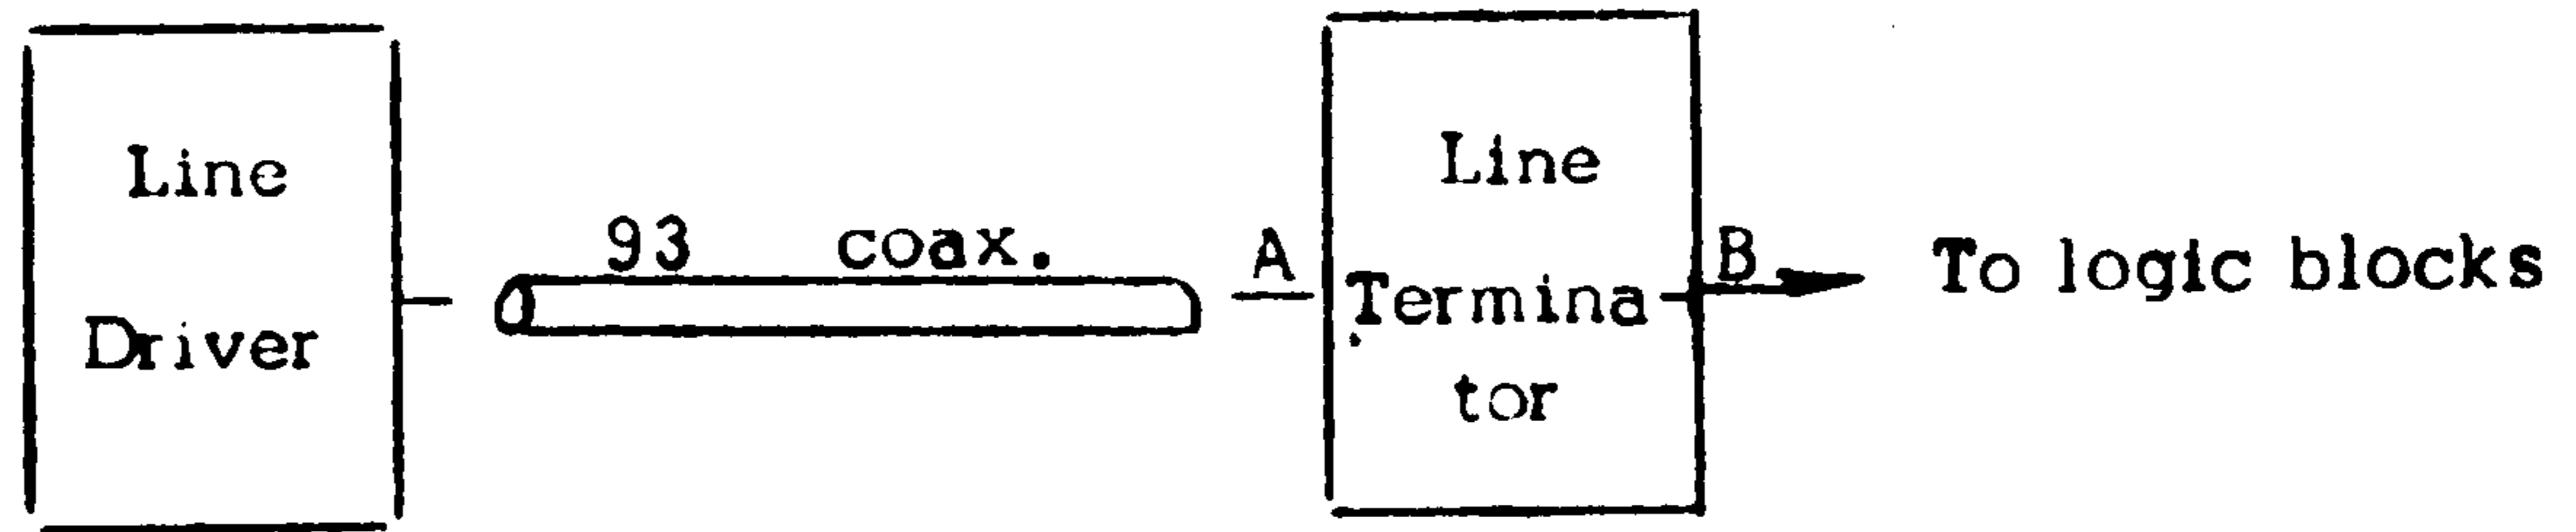 Line
Driver
93 coax.
A
Line
Termina
tor
B
To logic blocks